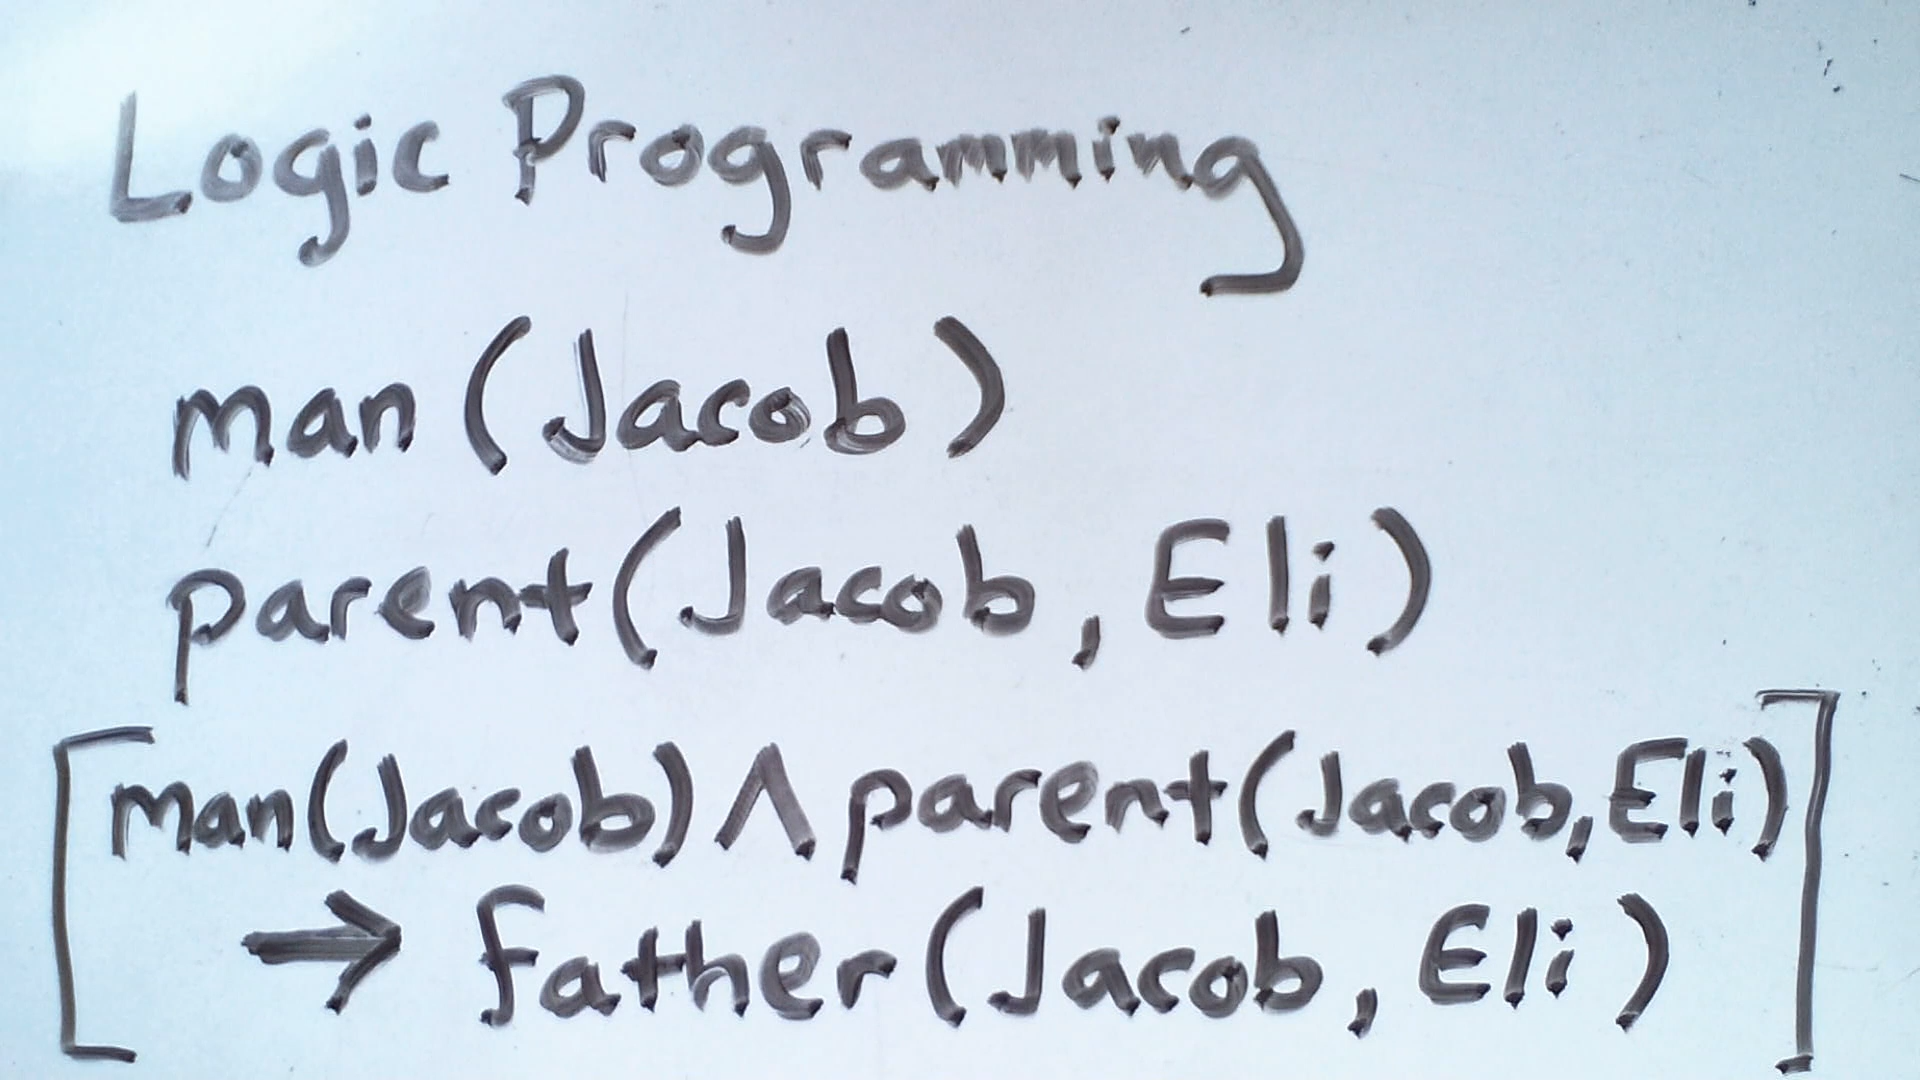 Logic Programming
man (Jacob)
parent(Jacob, Eli)
[man(Jacob) ∧ parent(Jacob, Eli)
→ father(Jacob, Eli)]